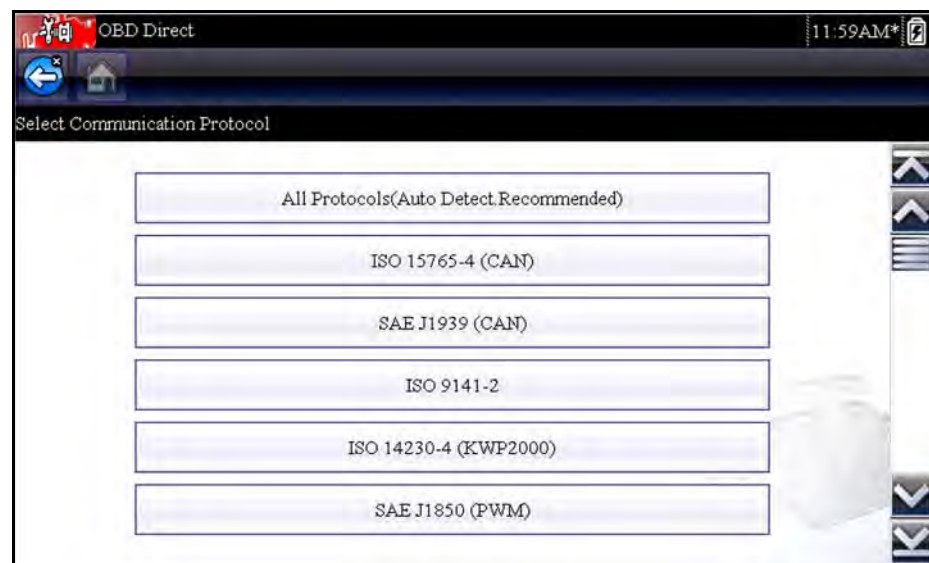 OBD Direct
11:59AM*
Select Communication Protocol
All Protocols(Auto Detect.Recommended)
ISO 15765-4 (CAN)
SAE J1939 (CAN)
ISO 9141-2
ISO 14230-4 (KWP2000)
SAE J1850 (PWM)